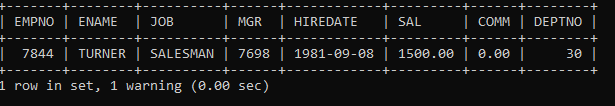 +-------+--------+----------+------+------------+---------+------+--------+
| EMPNO | ENAME | JOB | MGR | HIREDATE | SAL | COMM | DEPTNO |
+-------+--------+----------+------+------------+---------+------+--------+
| 7844 | TURNER | SALESMAN | 7698 | 1981-09-08 | 1500.00 | 0.00 | 30 |
+-------+--------+----------+------+------------+---------+------+--------+
1 row in set, 1 warning (0.00 sec)